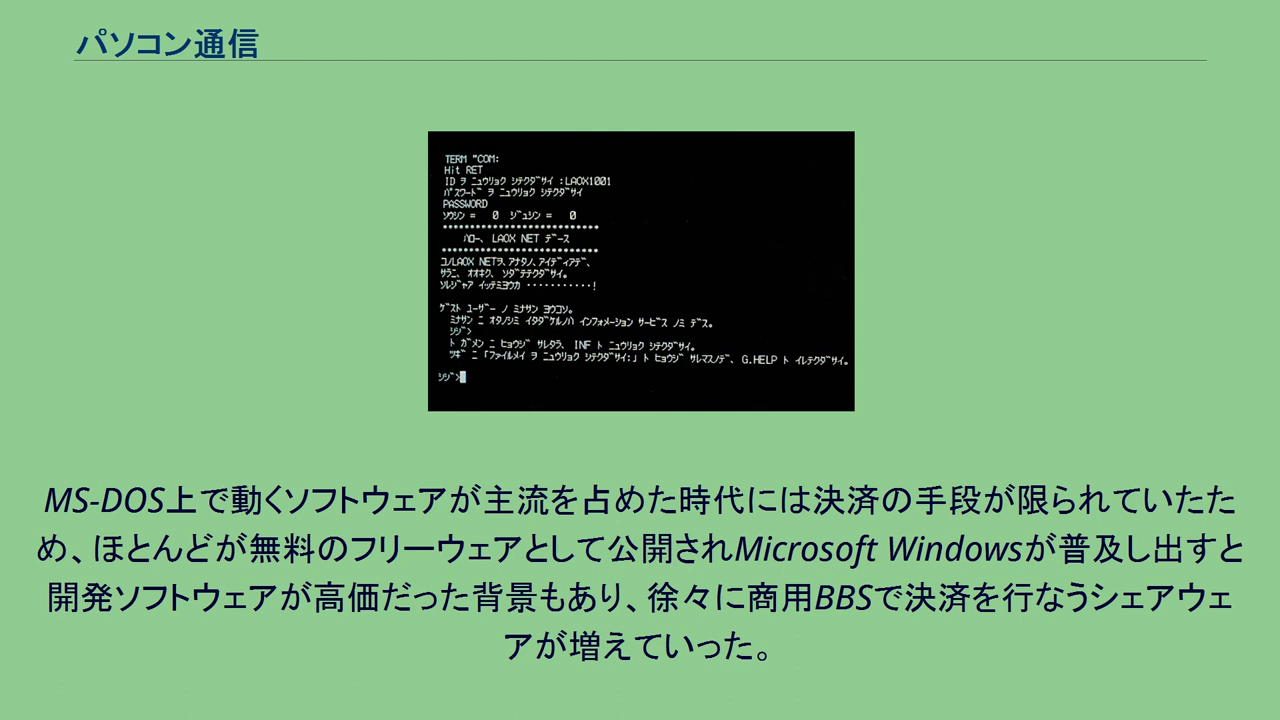 パソコン通信
TERM "COM:
Hit RET
ID ヲ ニュウリョク シテクダサイ :LAOX1001
パスワード ヲ ニュウリョク シテクダサイ
PASSWORD
ソウシン = 0 ジュシン = 0
****************************
ハロー、 LAOX NET デース
****************************
コノLAOX NETヲ、アナタノ、アイディアデ、
サラニ、 オオキク、 ソダテテクダサイ。
ソレジャア イッテミヨウカ ・・・・・・・・・・・!
ゲスト ユーザー ノ ミナサン ヨウコソ。
ミナサン ニ オタノシミ イタダケルノハ インフォメーション サービス ノミ デス。
シジ>
ト ガメン ニ ヒョウジ サレタラ、 INF ト ニュウリョク シテクダサイ。
ツギ ニ 「ファイルメイ ヲ ニュウリョク シテクダサイ:」 ト ヒョウジ サレマスノデ、 G.HELP ト イレテクダサイ。
シジ>
MS-DOS上で動くソフトウェアが主流を占めた時代には決済の手段が限られていたた
め、ほとんどが無料のフリーウェアとして公開されMicrosoft Windowsが普及し出すと
開発ソフトウェアが高価だった背景もあり、徐々に商用BBSで決済を行なうシェアウェ
アが増えていった。